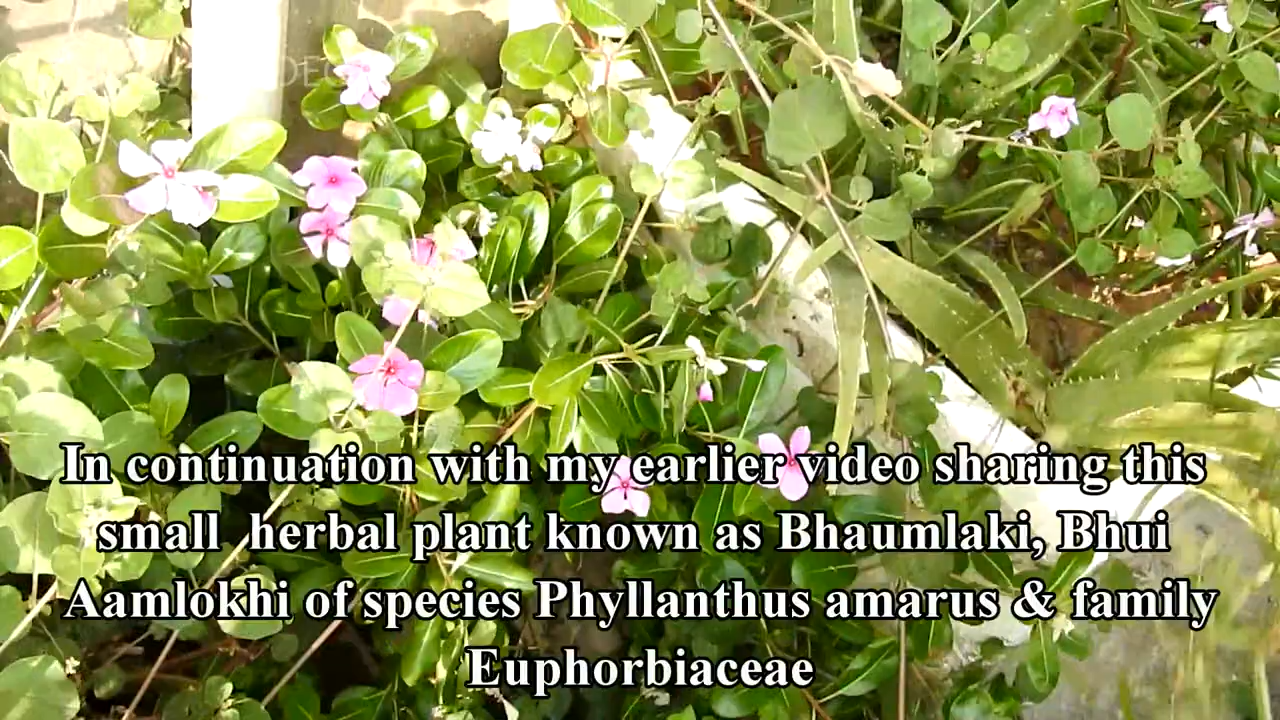 In continuation with my earlier video sharing this
small herbal plant known as Bhaumlaki, Bhui
Aamlokhi of species Phyllanthus amarus & family
Euphorbiaceae